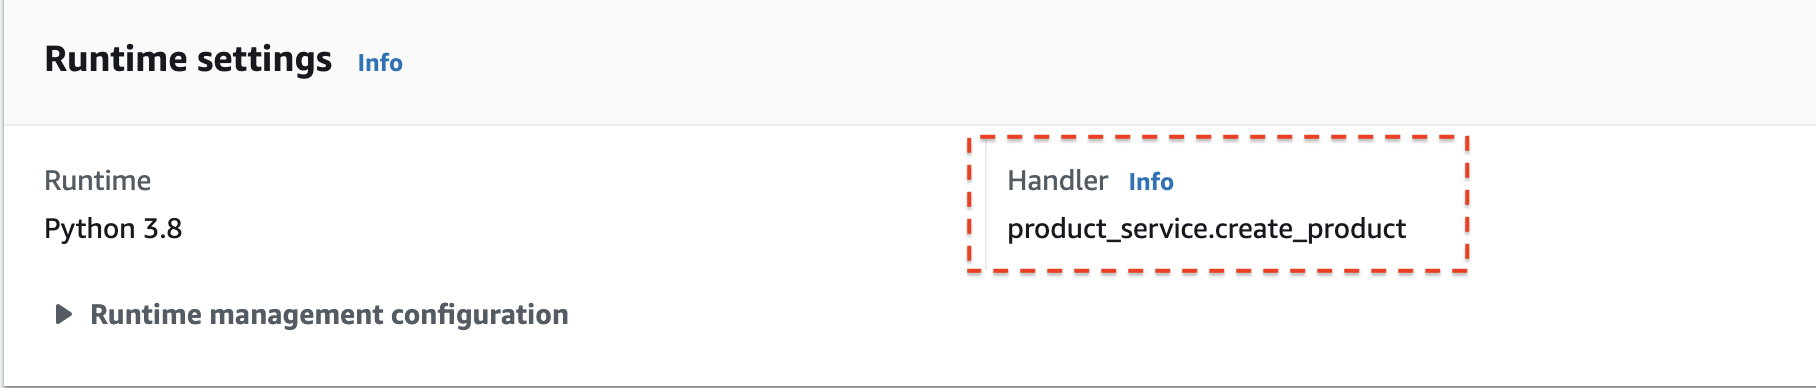 Runtime settings Info
Runtime
Python 3.8
Handler Info
product_service.create_product
Runtime management configuration